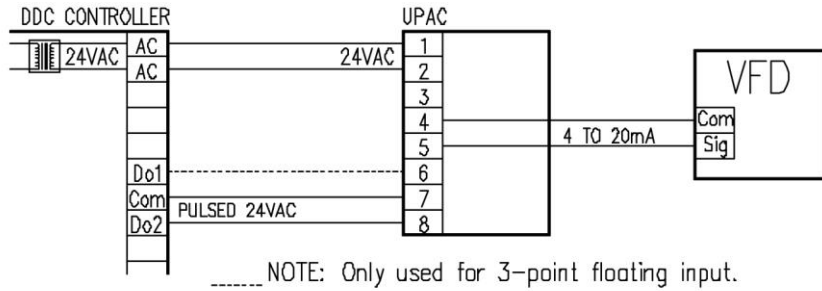 DDC CONTROLLER
UPAC
24VAC
AC
AC
24VAC
1
2
3
4
5
6
7
8
4 TO 20mA
VFD
Com
Sig
Do1
Com
Do2
PULSED 24VAC
NOTE: Only used for 3-point floating input.